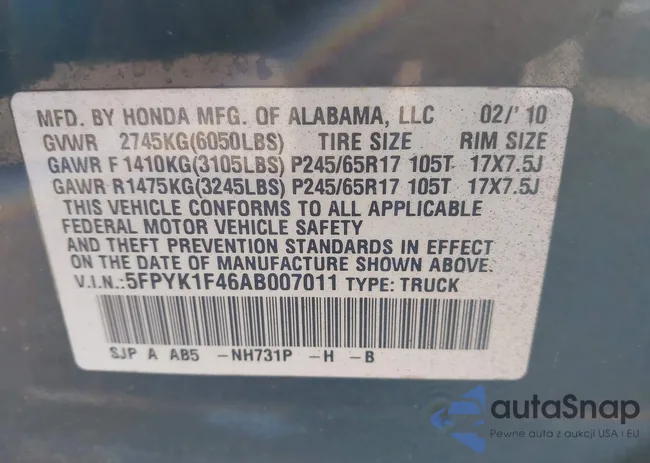 MFD. BY HONDA MFG. OF ALABAMA, LLC 02/'10
GVWR 2745KG(6050LBS) TIRE SIZE RIM SIZE
GAWR F 1410KG(3105LBS) P245/65R17 105T 17X7.5J
GAWR R1475KG(3245LBS) P245/65R17 105T 17X7.5J
THIS VEHICLE CONFORMS TO ALL APPLICABLE
FEDERAL MOTOR VEHICLE SAFETY
AND THEFT PREVENTION STANDARDS IN EFFECT
ON THE DATE OF MANUFACTURE SHOWN ABOVE.
V.I.N.:5FPYK1F46AB007011 TYPE: TRUCK
SJP A AB5 -NH731P -H -B
autaSnap
Pewne auta z aukcji USA i EU